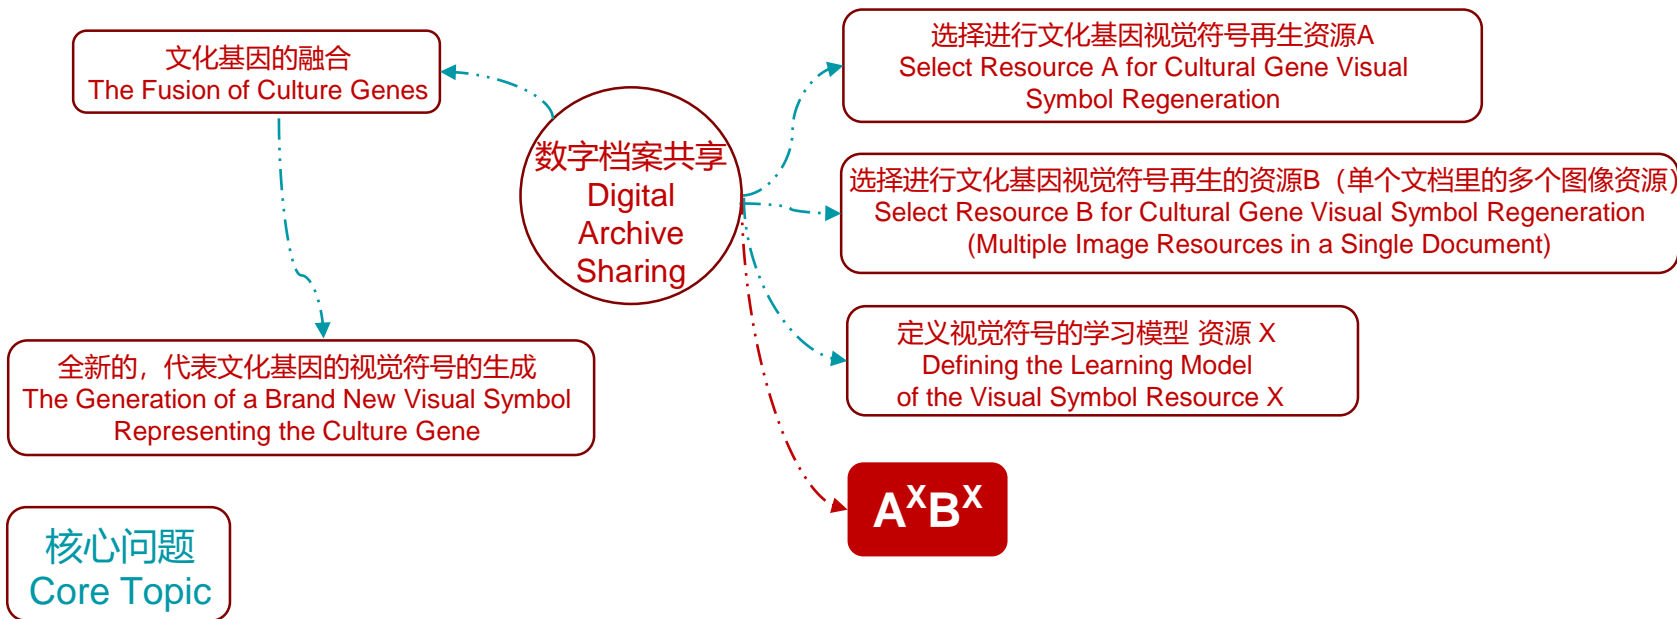 文化基因的融合
The Fusion of Culture Genes
数字档案共享
Digital
Archive
Sharing
选择进行文化基因视觉符号再生资源A
Select Resource A for Cultural Gene Visual
Symbol Regeneration
选择进行文化基因视觉符号再生的资源B（单个文档里的多个图像资源）
Select Resource B for Cultural Gene Visual Symbol Regeneration
(Multiple Image Resources in a Single Document)
定义视觉符号的学习模型 资源 X
Defining the Learning Model
of the Visual Symbol Resource X
全新的，代表文化基因的视觉符号的生成
The Generation of a Brand New Visual Symbol
Representing the Culture Gene
AˣBˣ
核心问题
Core Topic